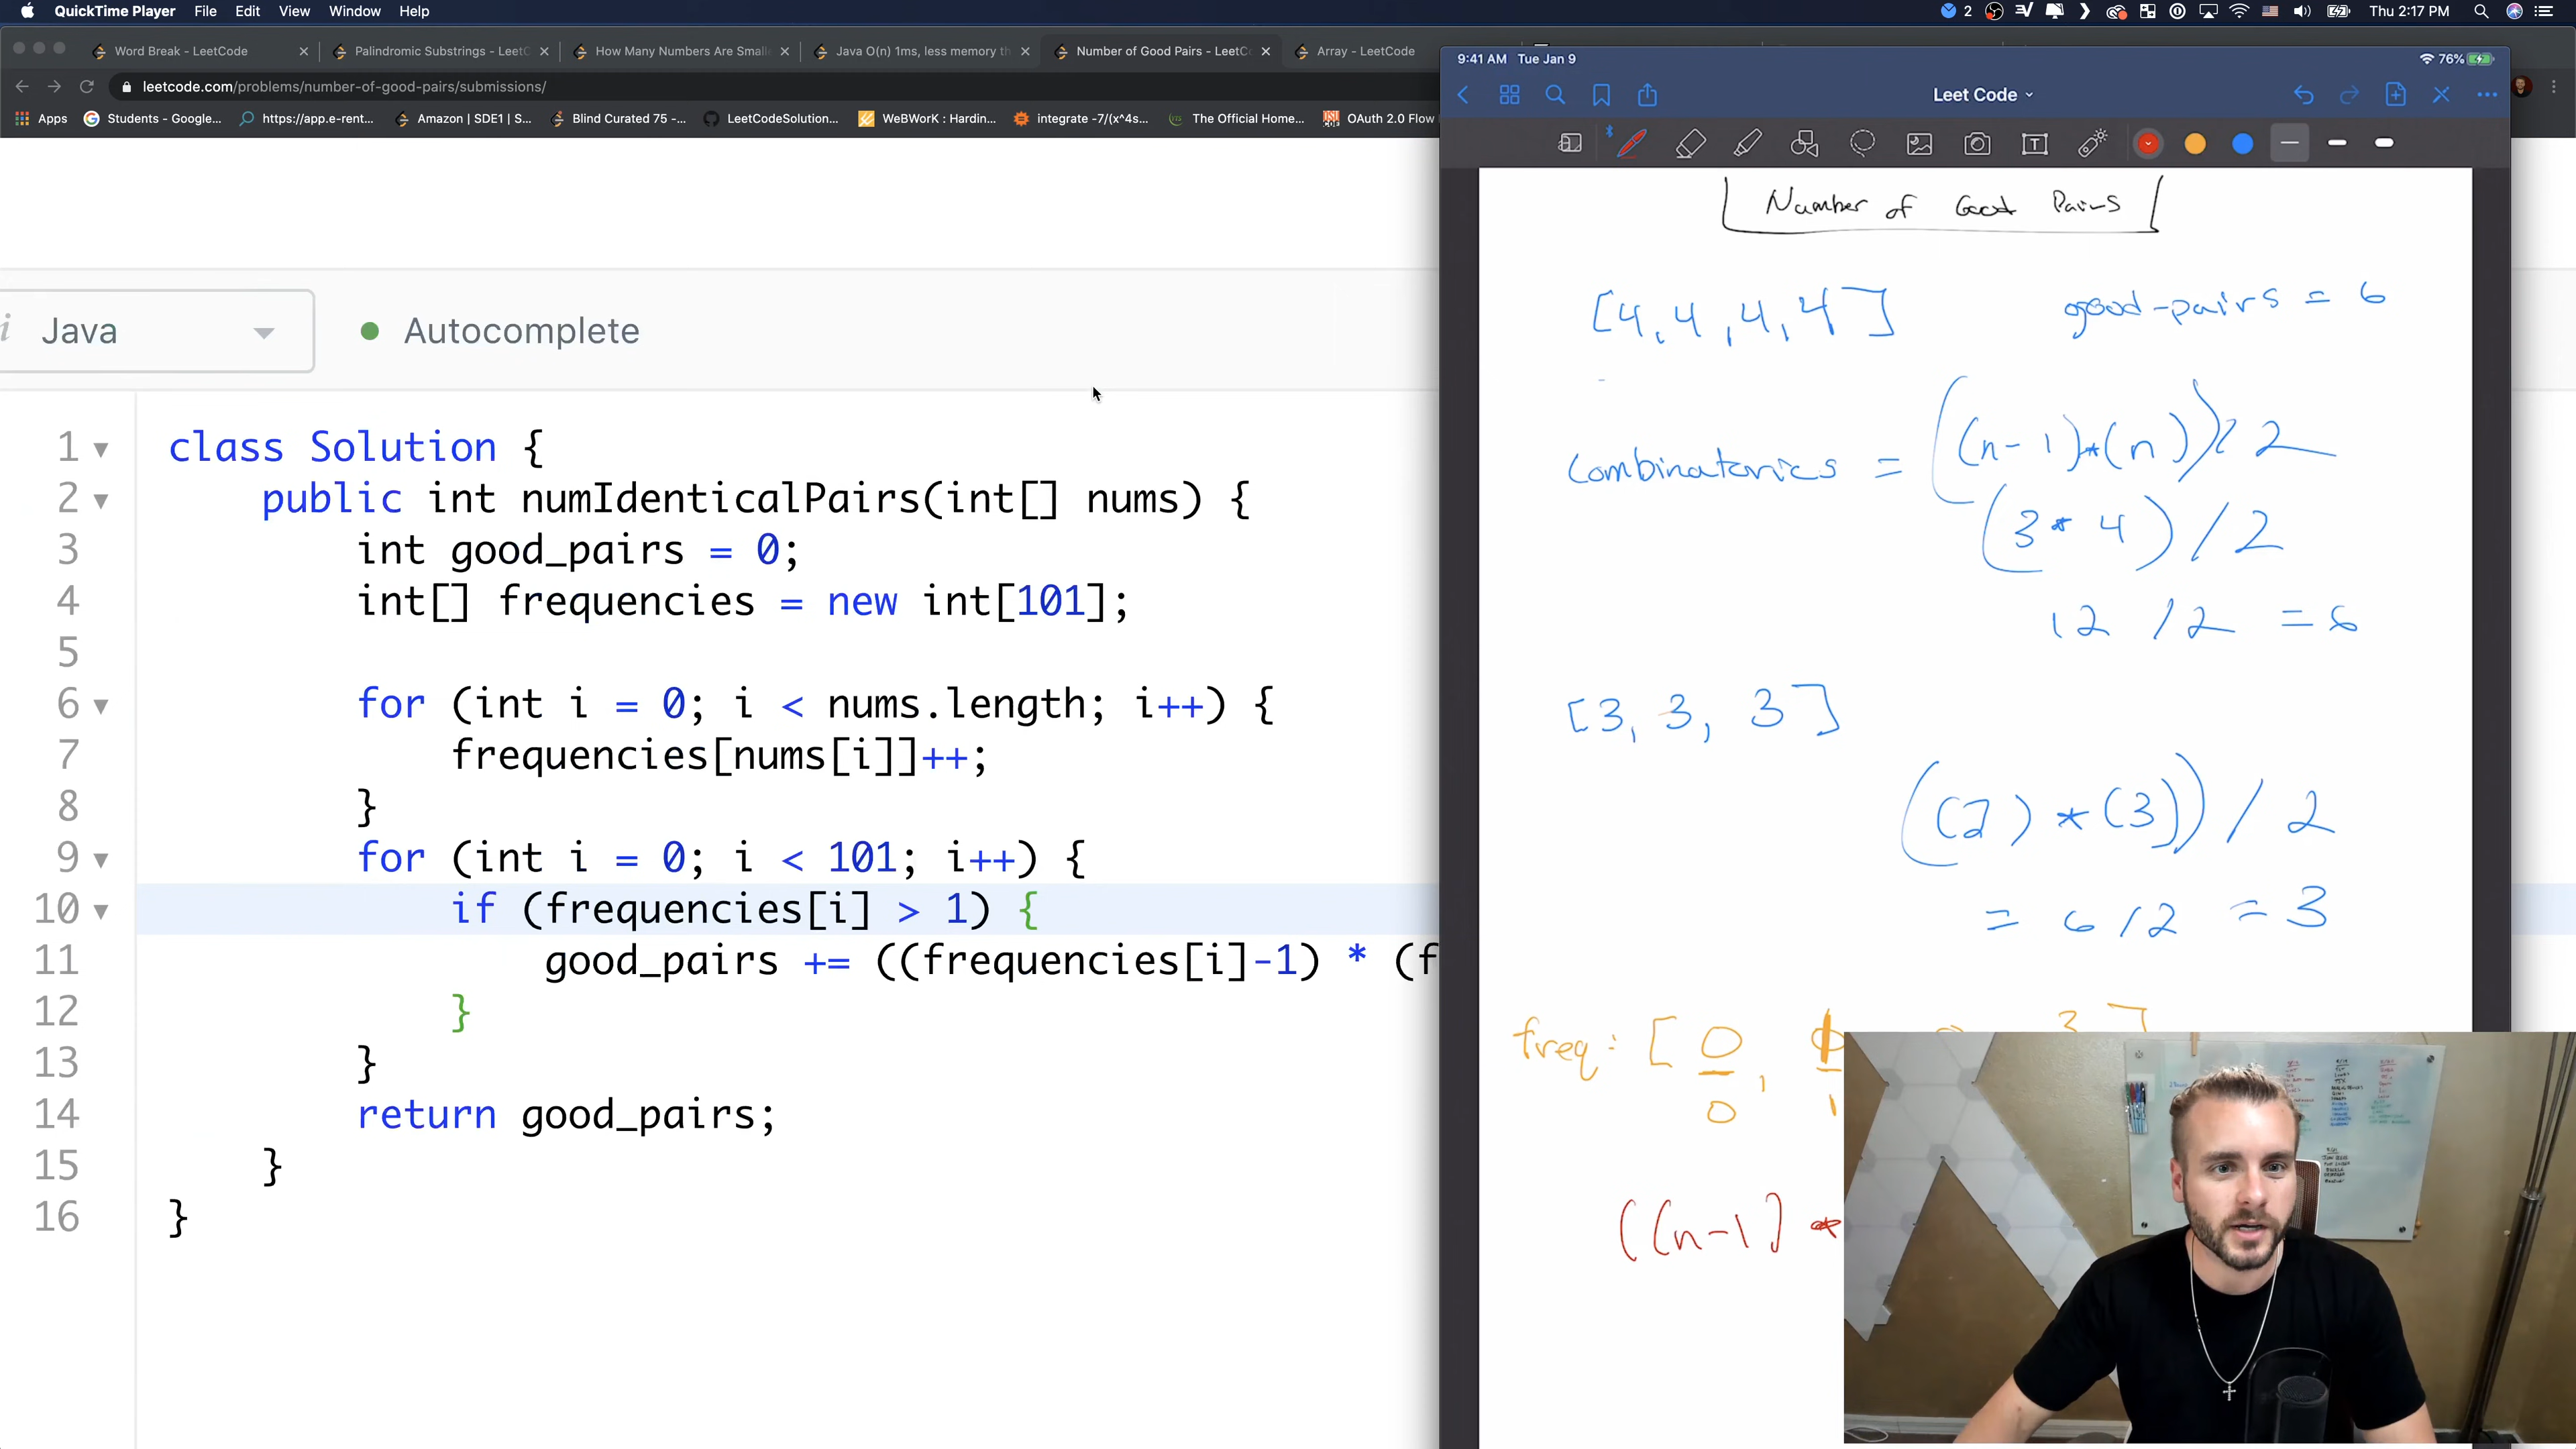 QuickTime Player File Edit View Window Help 2 Thu 2:17 PM
Word Break - LeetCode Palindromic Substrings - LeetC How Many Numbers Are Small Java O(n) 1ms, less memory th Number of Good Pairs - LeetC Array - LeetCode
leetcode.com/problems/number-of-good-pairs/submissions/
Apps Students - Google... https://app.e-rent... Amazon | SDE1 | S... Blind Curated 75 -... LeetCodeSolution... WeBWorK : Hardin... integrate -7/(x^4s... The Official Home... OAuth 2.0 Flow
i Java Autocomplete
1 class Solution {
2 public int numIdenticalPairs(int[] nums) {
3 int good_pairs = 0;
4 int[] frequencies = new int[101];
5
6 for (int i = 0; i < nums.length; i++) {
7 frequencies[nums[i]]++;
8 }
9 for (int i = 0; i < 101; i++) {
10 if (frequencies[i] > 1) {
11 good_pairs += ((frequencies[i]-1) * (f
12 }
13 }
14 return good_pairs;
15 }
16 }
9:41 AM Tue Jan 9 76%
Leet Code
Number of Good Pairs
[4,4,4,4] good-pairs = 6
combinatorics = ((n-1)*(n))/2
(3*4)/2
12 /2 = 6
[3, 3, 3]
((2)*(3))/2
= 6/2 = 3
freq: [ 0, 3 ]
0 1
((n-1) *